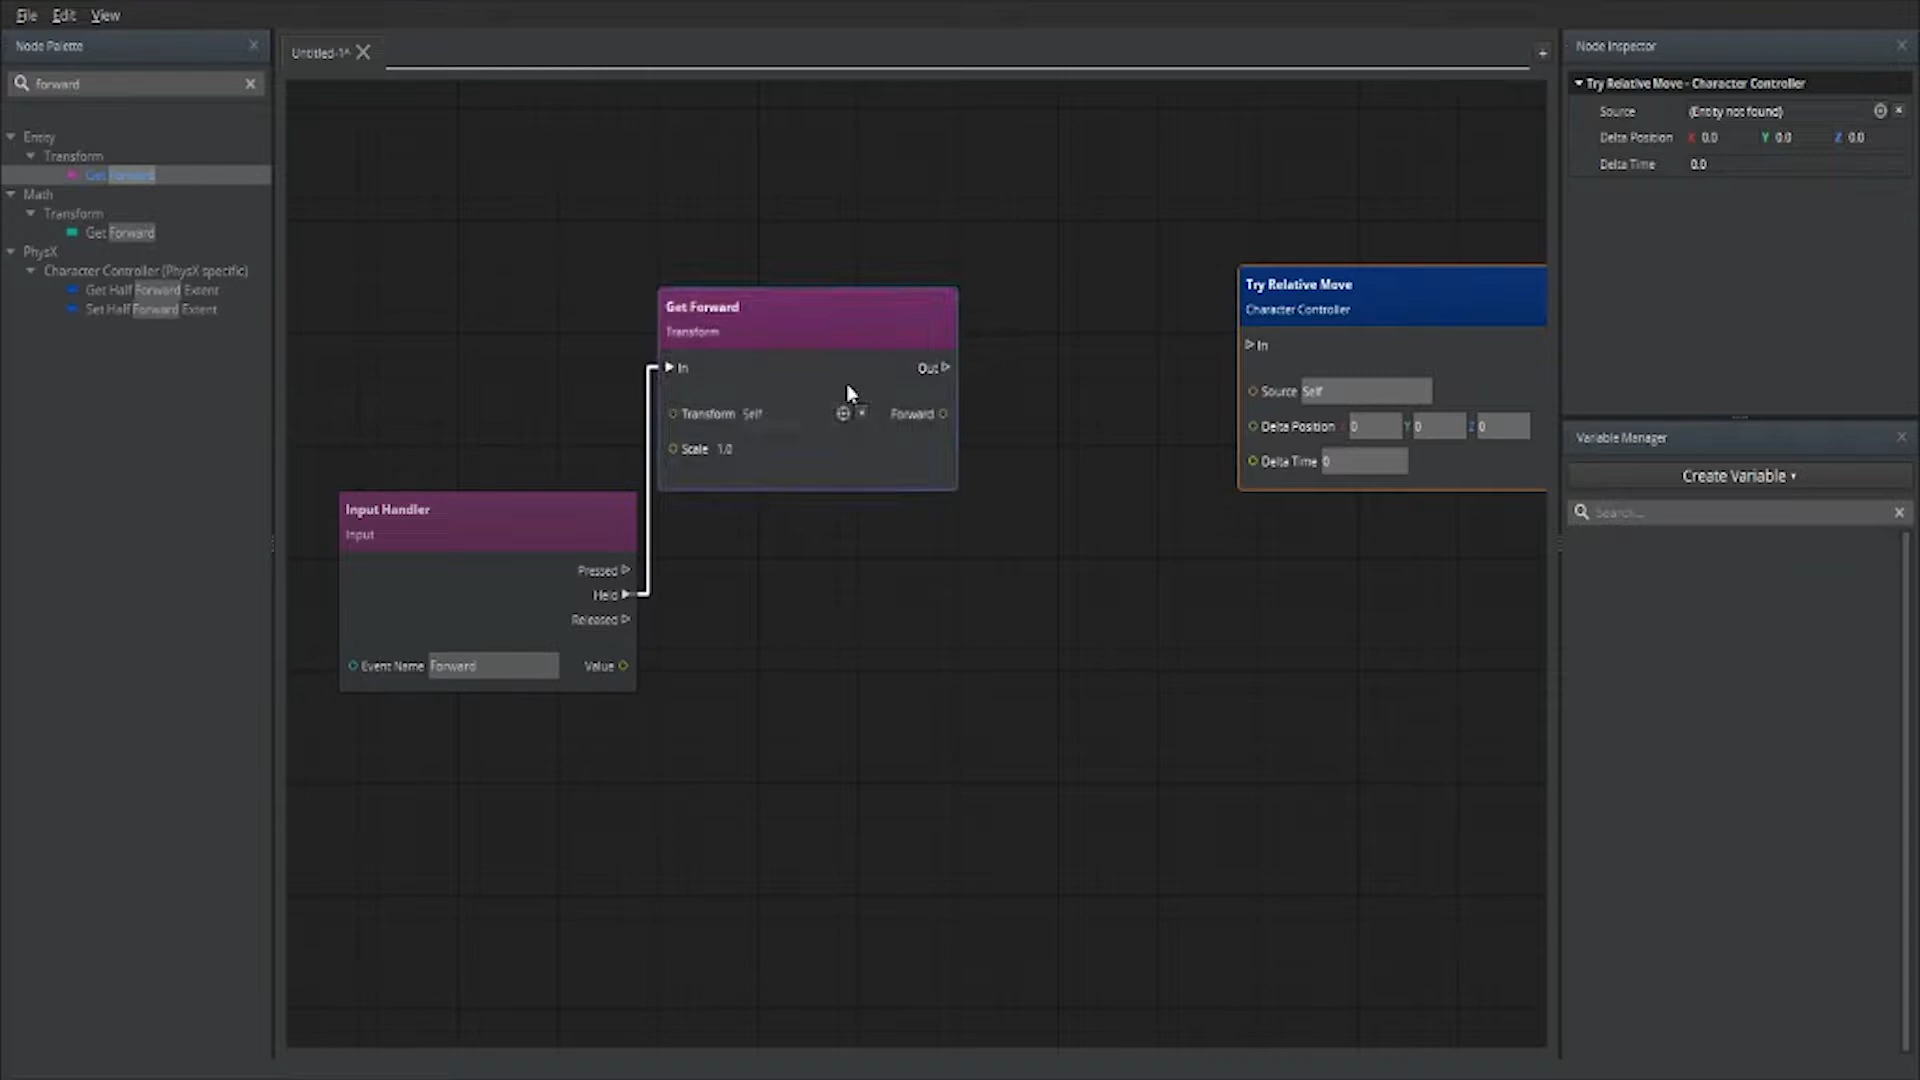 File Edit View
Node Palette
Forward
Entity
Transform
Get Forward
Math
Transform
Get Forward
PhysX
Character Controller (PhysX specific)
Get Half Forward Extent
Set Half Forward Extent
Untitled-1^
Get Forward
Transform
In Out
Transform Self Forward
Scale 1.0
Input Handler
Input
Pressed
Held
Released
Event Name Forward Value
Try Relative Move
Character Controller
In
Source Self
Delta Position X 0 Y 0 Z 0
Delta Time 0
Node Inspector
Try Relative Move - Character Controller
Source (Entity not found)
Delta Position X 0.0 Y 0.0 Z 0.0
Delta Time 0.0
Variable Manager
Create Variable
Search...